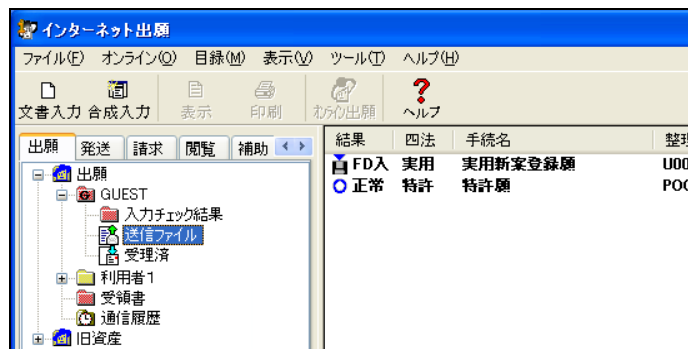 インターネット出願
ファイル(F) オンライン(O) 目録(M) 表示(V) ツール(T) ヘルプ(H)
文書入力 合成入力 表示 印刷 オンライン出願 ヘルプ
出願 発送 請求 閲覧 補助
結果 四法 手続名 整理
FD入 実用 実用新案登録願 U00
正常 特許 特許願 POC
出願
GUEST
入力チェック結果
送信ファイル
受理済
利用者1
受領書
通信履歴
旧資産